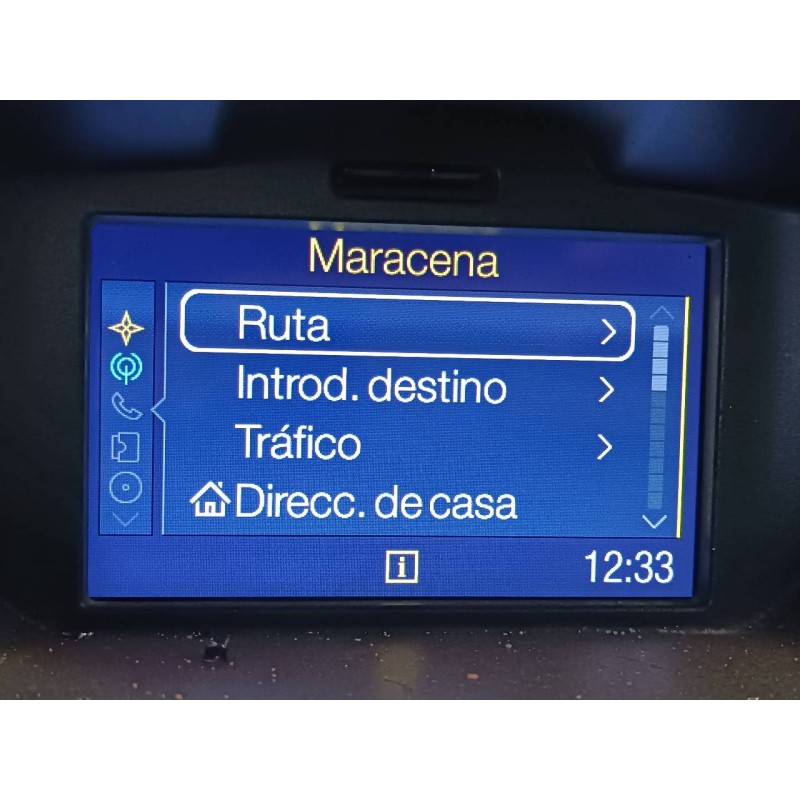 Maracena
Ruta
Introd. destino
Tráfico
Direcc. de casa
i 12:33